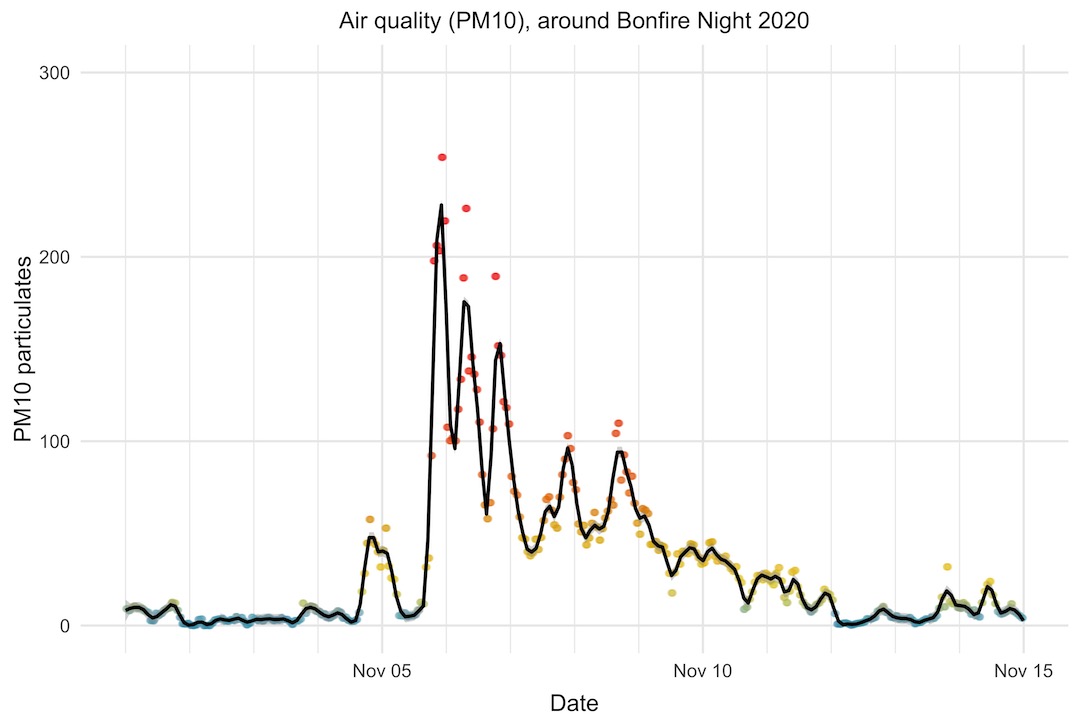 Air quality (PM10), around Bonfire Night 2020
300
200
100
0
PM10 particulates
Nov 05
Nov 10
Nov 15
Date